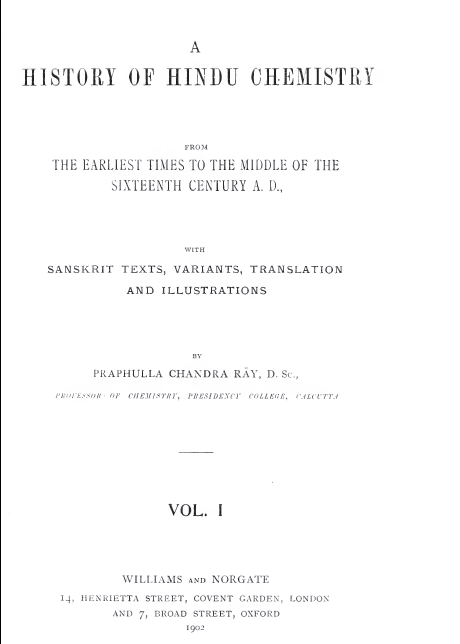 A
HISTORY OF HINDU CHEMISTRY
FROM
THE EARLIEST TIMES TO THE MIDDLE OF THE
SIXTEENTH CENTURY A. D.,
WITH
SANSKRIT TEXTS, VARIANTS, TRANSLATION
AND ILLUSTRATIONS
BY
PRAPHULLA CHANDRA RĀY, D. Sc.,
PROFESSOR OF CHEMISTRY, PRESIDENCY COLLEGE, CALCUTTA
VOL. I
WILLIAMS AND NORGATE
14, HENRIETTA STREET, COVENT GARDEN, LONDON
AND 7, BROAD STREET, OXFORD
1902